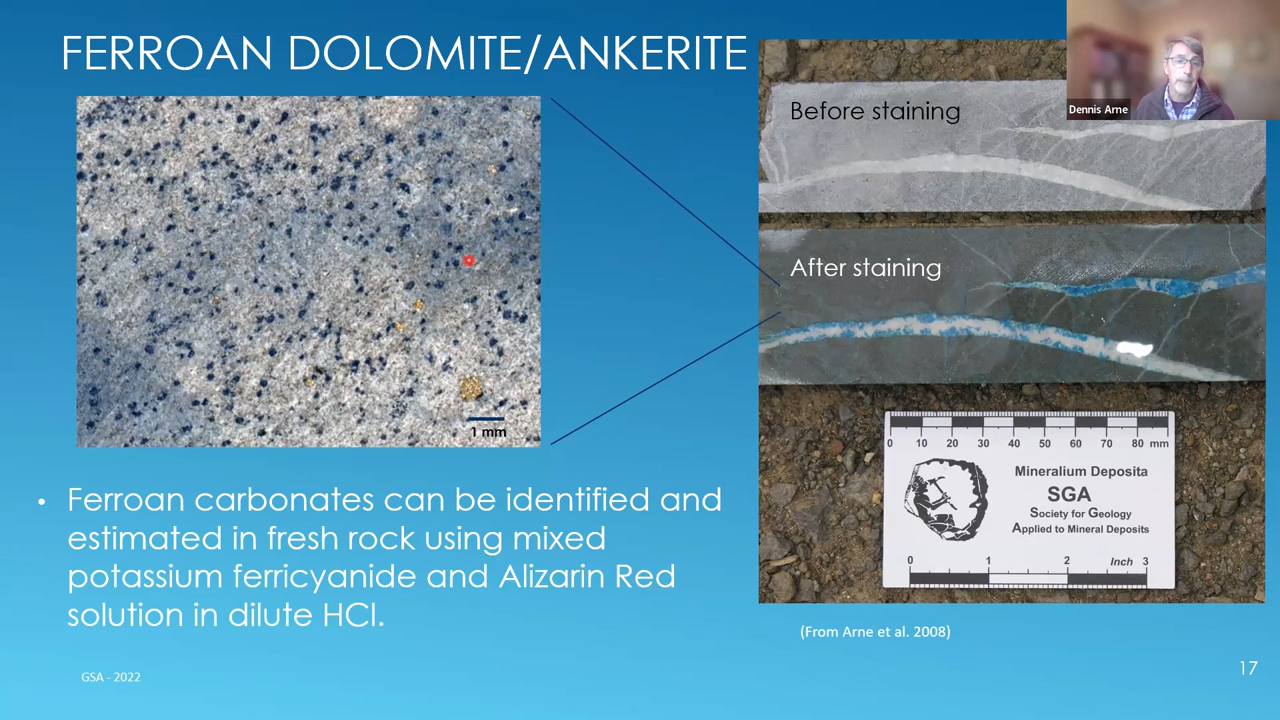 FERROAN DOLOMITE/ANKERITE
Before staining
Dennis Arne
After staining
1 mm
0 10 20 30 40 50 60 70 80 mm
Mineralium Deposita
SGA
Society for Geology
Applied to Mineral Deposits
0 1 2 Inch 3
• Ferroan carbonates can be identified and
estimated in fresh rock using mixed
potassium ferricyanide and Alizarin Red
solution in dilute HCl.
(From Arne et al. 2008)
GSA - 2022
17